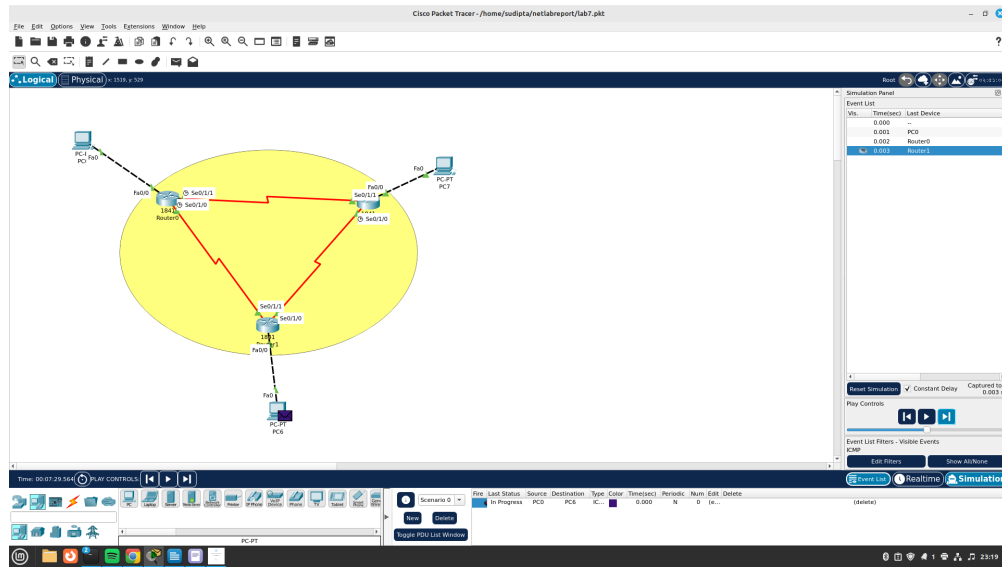 Cisco Packet Tracer - /home/sudipta/netlabreport/lab7.pkt
File Edit Options View Tools Extensions Window Help
?
Logical Physical x: 1519, y: 529
Root
Simulation Panel
Event List
Vis. Time(sec) Last Device
0.000 --
0.001 PC0
0.002 Router0
0.003 Router1
Fa0
Fa0/0
Se0/1/1
Se0/1/0
1841
Router0
Fa0
PC-PT
PC7
Fa0/0
Se0/1/1
Se0/1/0
Se0/1/1
Se0/1/0
Fa0/0
Fa0
PC-PT
PC6
Reset Simulation Constant Delay Captured to
0.003 s
Play Controls
Event List Filters - Visible Events
ICMP
Edit Filters Show All/None
Time: 00:07:29.564 PLAY CONTROLS:
Event List Realtime Simulation
Scenario 0
New Delete
Toggle PDU List Window
Fire Last Status Source Destination Type Color Time(sec) Periodic Num Edit Delete
In Progress PC0 PC6 IC... 0.000 N 0 (e... (delete)
PC-PT
1 23:19